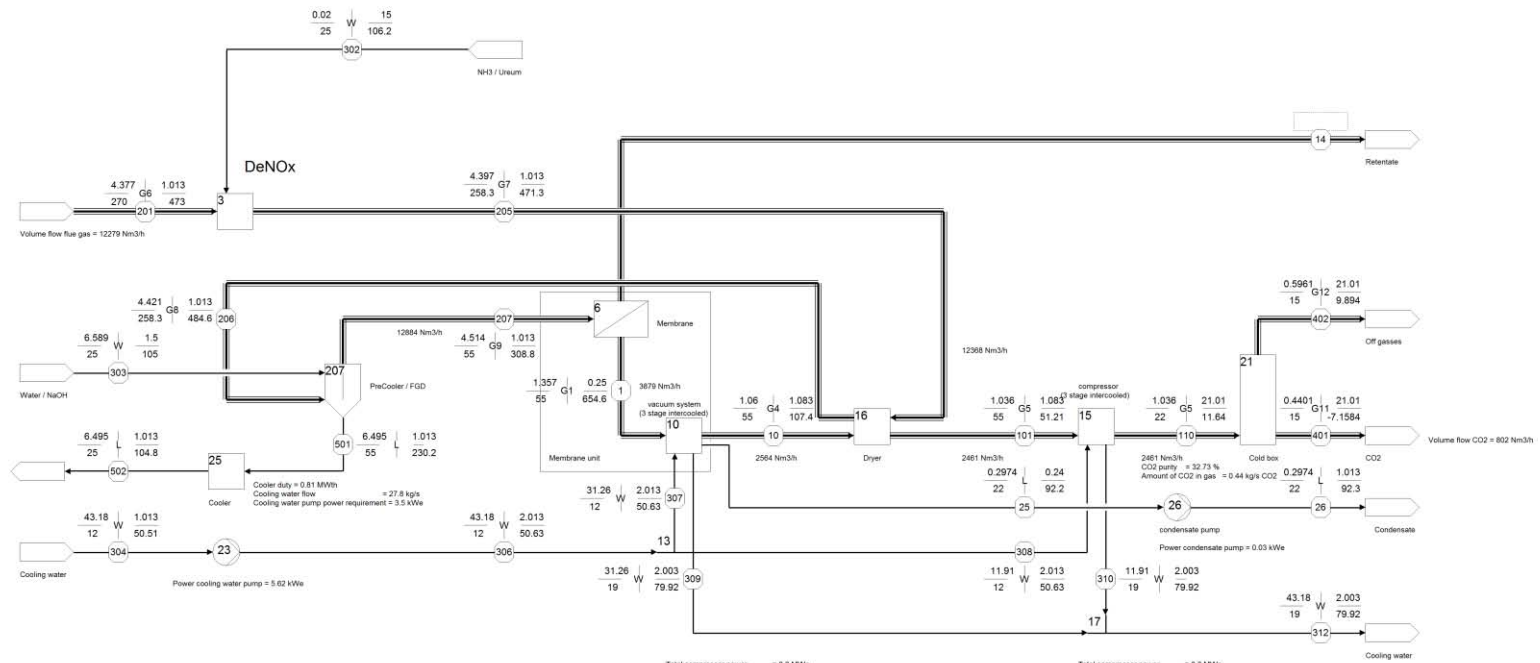 0.02 W 15
25 106.2
302
NH3 / Ureum
14
Retentate
DeNOx
4.377 G6 1.013
270 473
201
3
4.397 G7 1.013
258.3 471.3
205
Volume flow flue gas = 12279 Nm3/h
4.421 G8 1.013
258.3 484.6
206
6.589 W 1.5
25 105
303
Water / NaOH
12884 Nm3/h
207
4.514 G9 1.013
55 308.8
6
Membrane
12368 Nm3/h
0.5961 G12 21.01
15 9.894
402
Off gasses
207
PreCooler / FGD
1.357 G1 0.25
55 654.6
1
3879 Nm3/h
vacuum system
(3 stage intercooled)
10
Membrane unit
1.06 G4 1.083
55 107.4
10
2564 Nm3/h
16
Dryer
1.036 G5 1.083
55 51.21
101
2461 Nm3/h
compressor
(3 stage intercooled)
15
1.036 G5 21.01
22 11.64
110
2461 Nm3/h
CO2 purity = 32.73 %
Amount of CO2 in gas = 0.44 kg/s CO2
21
Cold box
0.4401 G11 21.01
15 -7.1584
401
CO2
Volume flow CO2 = 802 Nm3/h
6.495 L 1.013
25 104.8
502
25
Cooler
501
6.495 L 1.013
55 230.2
Cooler duty = 0.81 MWth
Cooling water flow = 27.6 kg/s
Cooling water pump power requirement = 3.5 kWe
31.26 W 2.013
12 50.63
307
0.2974 L 0.24
22 92.2
25
26
condensate pump
Power condensate pump = 0.03 kWe
0.2974 L 1.013
22 92.3
26
Condensate
43.18 W 1.013
12 50.51
304
Cooling water
23
Power cooling water pump = 5.62 kWe
43.18 W 2.013
12 50.63
306
13
308
31.26 W 2.003
19 79.92
309
11.91 W 2.013
12 50.63
310
11.91 W 2.003
19 79.92
17
43.18 W 2.003
19 79.92
312
Cooling water